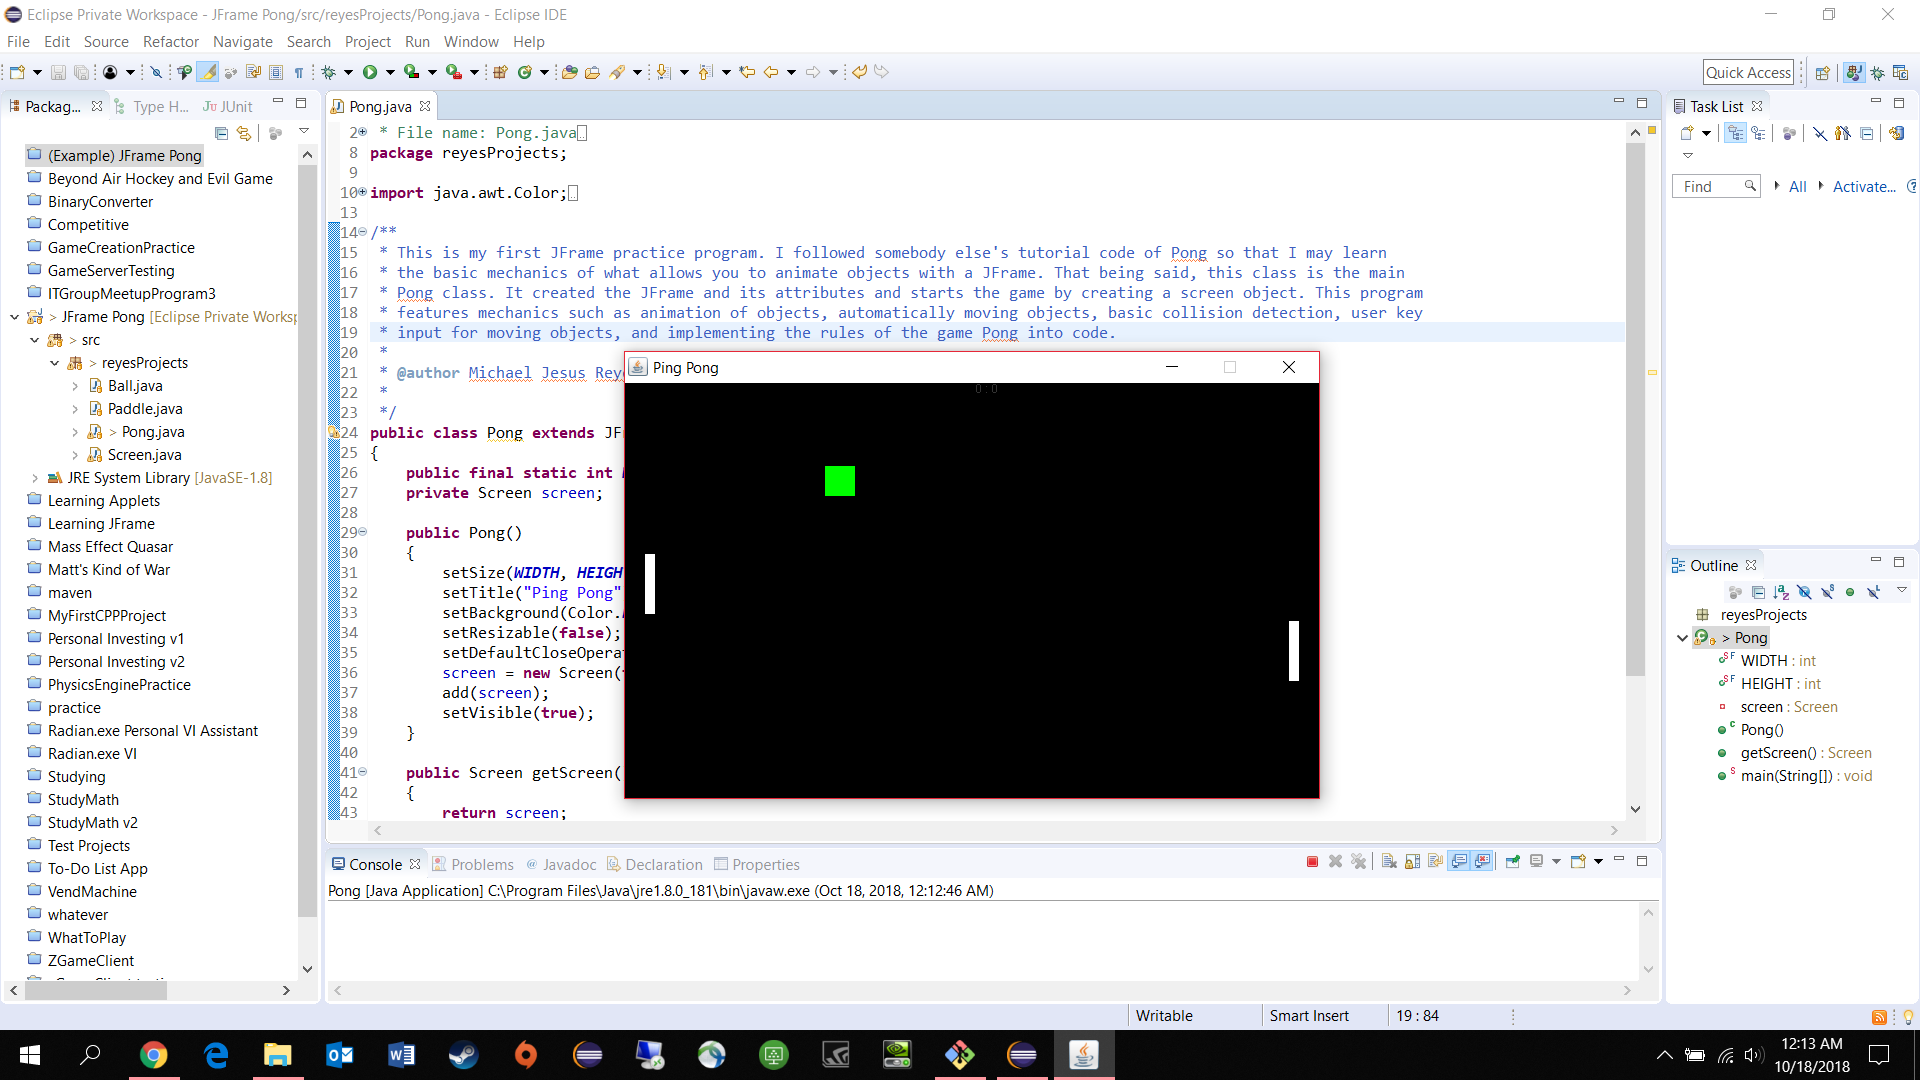 Eclipse Private Workspace - JFrame Pong/src/reyesProjects/Pong.java - Eclipse IDE
File Edit Source Refactor Navigate Search Project Run Window Help
Quick Access
Packag... Type H... JUnit
(Example) JFrame Pong
Beyond Air Hockey and Evil Game
BinaryConverter
Competitive
GameCreationPractice
GameServerTesting
ITGroupMeetupProgram3
> JFrame Pong [Eclipse Private Worksp
> src
> reyesProjects
Ball.java
Paddle.java
> Pong.java
Screen.java
JRE System Library [JavaSE-1.8]
Learning Applets
Learning JFrame
Mass Effect Quasar
Matt's Kind of War
maven
MyFirstCPPProject
Personal Investing v1
Personal Investing v2
PhysicsEnginePractice
practice
Radian.exe Personal VI Assistant
Radian.exe VI
Studying
StudyMath
StudyMath v2
Test Projects
To-Do List App
VendMachine
whatever
WhatToPlay
ZGameClient
Pong.java
2 * File name: Pong.java
8 package reyesProjects;
9
10 import java.awt.Color;
13
14 /**
15 * This is my first JFrame practice program. I followed somebody else's tutorial code of Pong so that I may learn
16 * the basic mechanics of what allows you to animate objects with a JFrame. That being said, this class is the main
17 * Pong class. It created the JFrame and its attributes and starts the game by creating a screen object. This program
18 * features mechanics such as animation of objects, automatically moving objects, basic collision detection, user key
19 * input for moving objects, and implementing the rules of the game Pong into code.
20 *
21 * @author Michael Jesus Rey
22 *
23 */
24 public class Pong extends JF
25 {
26 public final static int
27 private Screen screen;
28
29 public Pong()
30 {
31 setSize(WIDTH, HEIGH
32 setTitle("Ping Pong"
33 setBackground(Color.
34 setResizable(false);
35 setDefaultCloseOpera
36 screen = new Screen(
37 add(screen);
38 setVisible(true);
39 }
40
41 public Screen getScreen(
42 {
43 return screen;
Ping Pong
0 : 0
Console Problems Javadoc Declaration Properties
Pong [Java Application] C:\Program Files\Java\jre1.8.0_181\bin\javaw.exe (Oct 18, 2018, 12:12:46 AM)
Task List
Find All Activate...
Outline
reyesProjects
> Pong
WIDTH : int
HEIGHT : int
screen : Screen
Pong()
getScreen() : Screen
main(String[]) : void
Writable Smart Insert 19 : 84
12:13 AM
10/18/2018